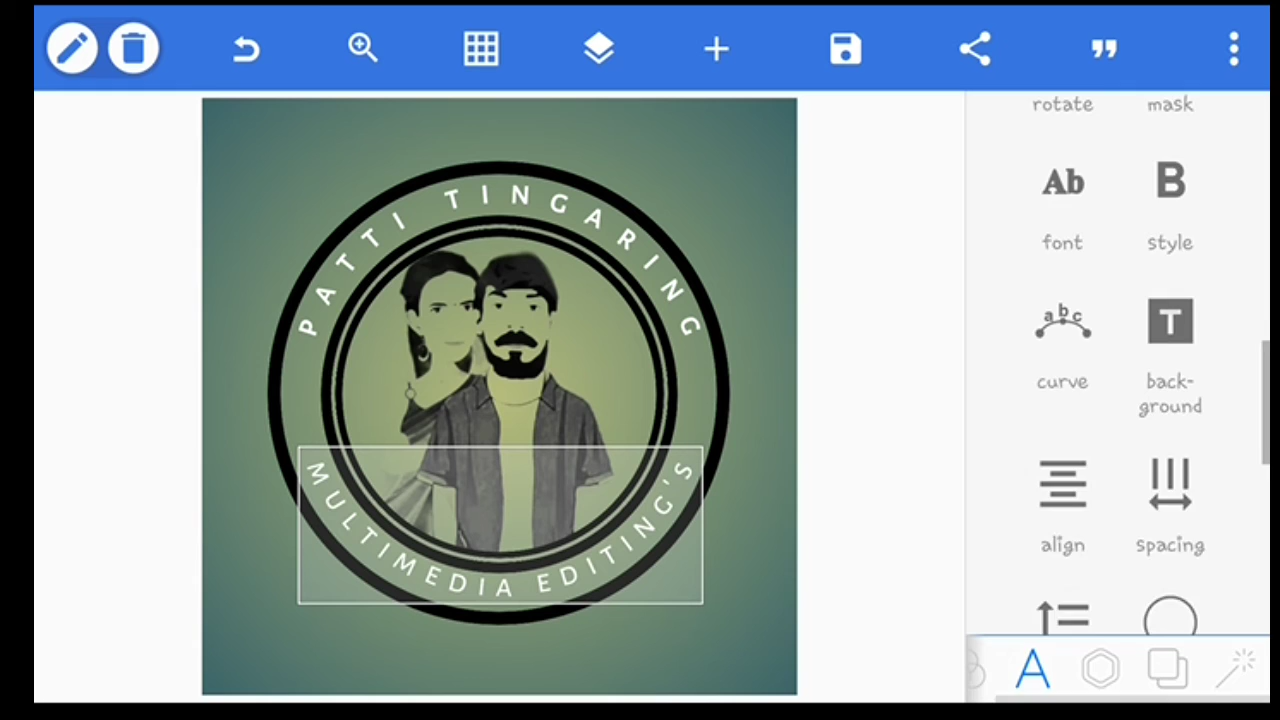 rotate mask
Ab B
font style
abc T
curve back-
ground
align spacing
A
PATTI TINGARING
MULTIMEDIA EDITING'S